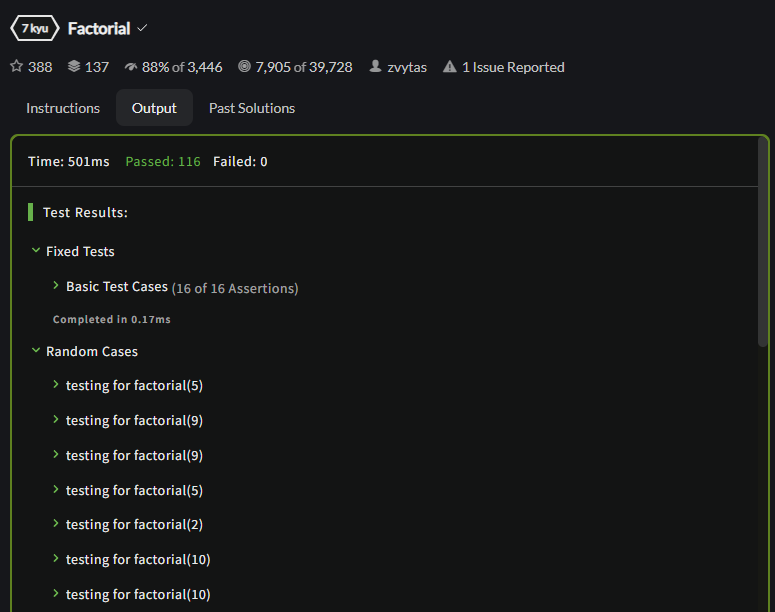 7 kyu Factorial
388 137 88% of 3,446 7,905 of 39,728 zvytas 1 Issue Reported
Instructions Output Past Solutions
Time: 501ms Passed: 116 Failed: 0
Test Results:
Fixed Tests
Basic Test Cases (16 of 16 Assertions)
Completed in 0.17ms
Random Cases
testing for factorial(5)
testing for factorial(9)
testing for factorial(9)
testing for factorial(5)
testing for factorial(2)
testing for factorial(10)
testing for factorial(10)